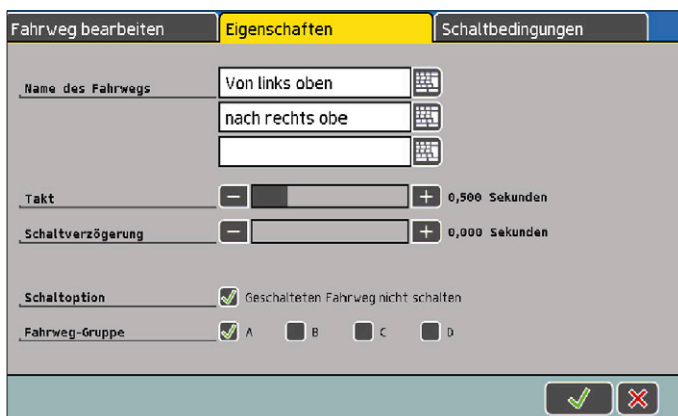 Fahrweg bearbeiten Eigenschaften Schaltbedingungen
Name des Fahrwegs Von links oben
nach rechts obe
Takt 0,500 Sekunden
Schaltverzögerung 0,000 Sekunden
Schaltoption Geschalteten Fahrweg nicht schalten
Fahrweg-Gruppe A B C D